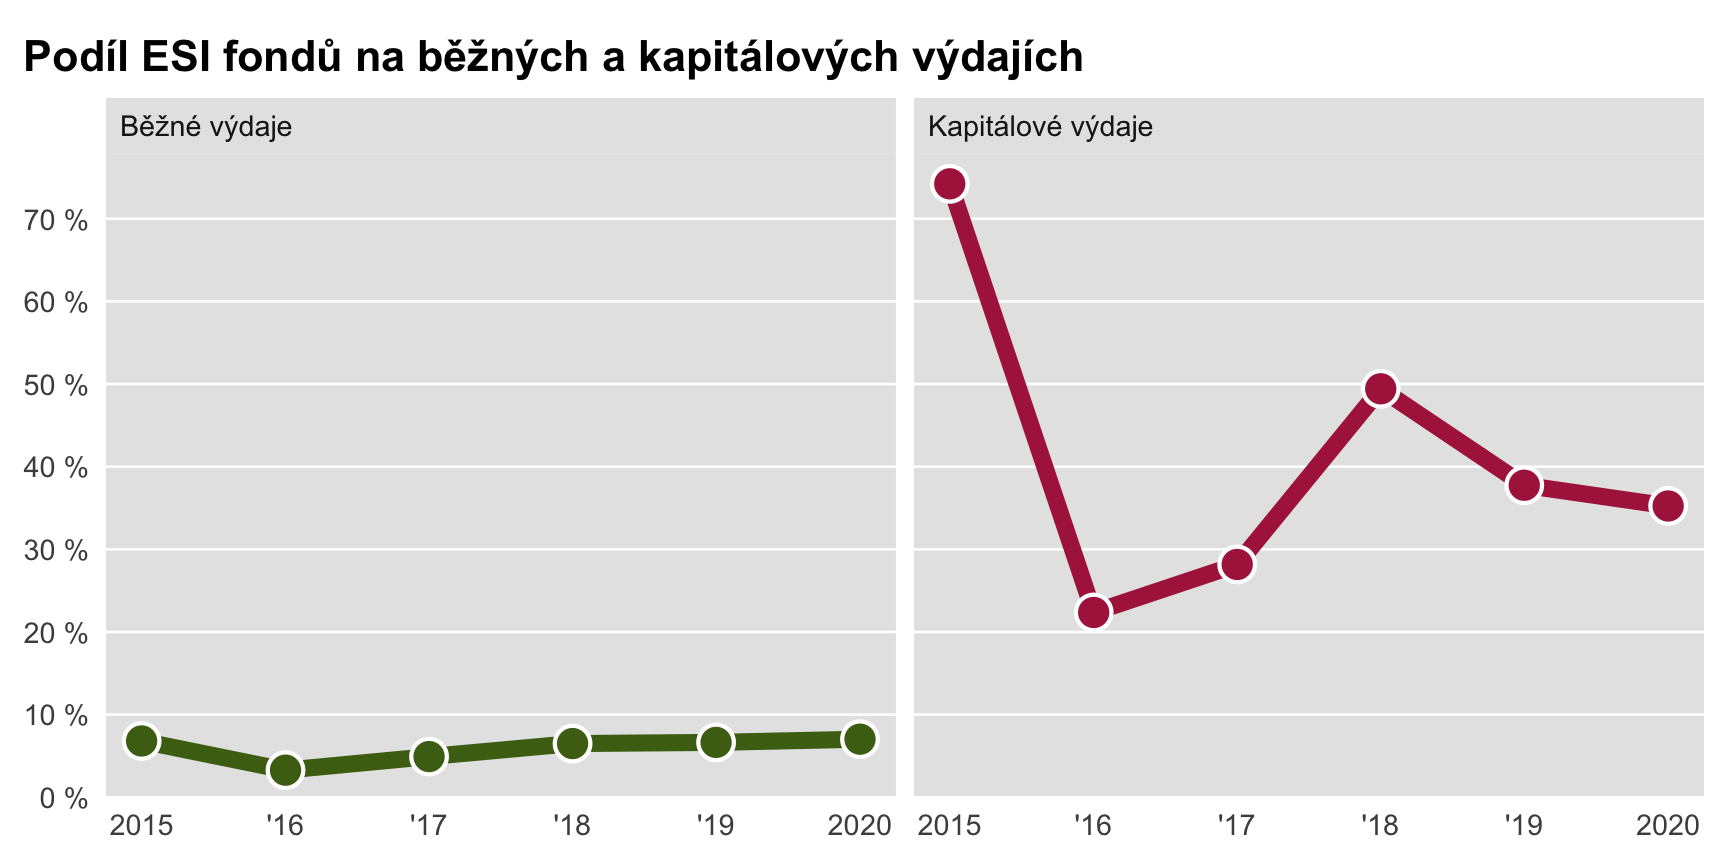 Podíl ESI fondů na běžných a kapitálových výdajích
Běžné výdaje
Kapitálové výdaje
70 %
60 %
50 %
40 %
30 %
20 %
10 %
0 %
2015 '16 '17 '18 '19 2020
2015 '16 '17 '18 '19 2020